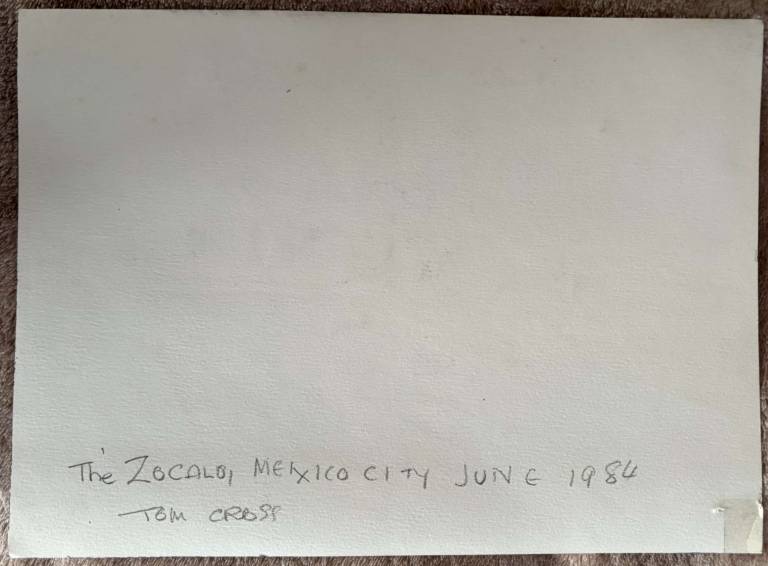 The ZOCALO, MEXICO CITY JUNE 1984
TOM CROSS